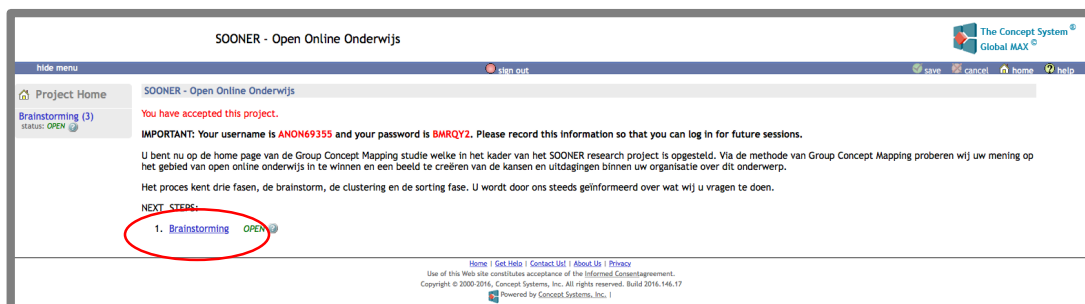 SOONER - Open Online Onderwijs
The Concept System ®
Global MAX ©
hide menu
sign out
save cancel home help
Project Home
Brainstorming (3)
status: OPEN
SOONER - Open Online Onderwijs
You have accepted this project.
IMPORTANT: Your username is ANON69355 and your password is BMRQY2. Please record this information so that you can log in for future sessions.
U bent nu op de home page van de Group Concept Mapping studie welke in het kader van het SOONER research project is opgesteld. Via de methode van Group Concept Mapping proberen wij uw mening op
het gebied van open online onderwijs in te winnen en een beeld te creëren van de kansen en uitdagingen binnen uw organisatie over dit onderwerp.
Het proces kent drie fasen, de brainstorm, de clustering en de sorting fase. U wordt door ons steeds geïnformeerd over wat wij u vragen te doen.
NEXT STEPS:
1. Brainstorming OPEN
Home | Get Help | Contact Us! | About Us | Privacy
Use of this Web site constitutes acceptance of the Informed Consentagreement.
Copyright © 2000-2016, Concept Systems, Inc. All rights reserved. Build 2016.146.17
Powered by Concept Systems, Inc. |